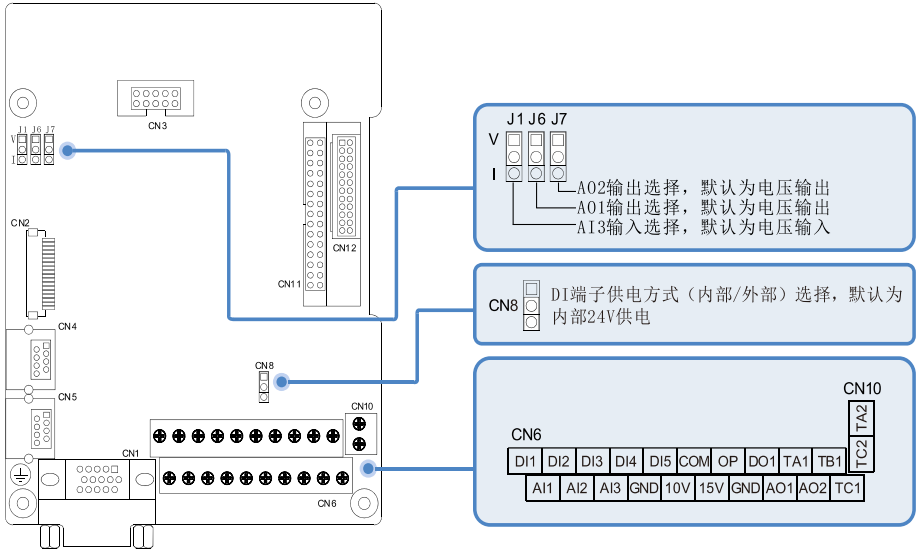 CN3
J1 J6 J7
V
I
CN2
CN12
CN11
CN4
CN8
CN5
CN10
CN1
CN6
J1 J6 J7
V
I
AO2输出选择，默认为电压输出
AO1输出选择，默认为电压输出
AI3输入选择，默认为电压输入
CN8
DI端子供电方式（内部/外部）选择，默认为
内部24V供电
CN10
TA2
TC2
CN6
DI1 DI2 DI3 DI4 DI5 COM OP DO1 TA1 TB1
AI1 AI2 AI3 GND 10V 15V GND AO1 AO2 TC1